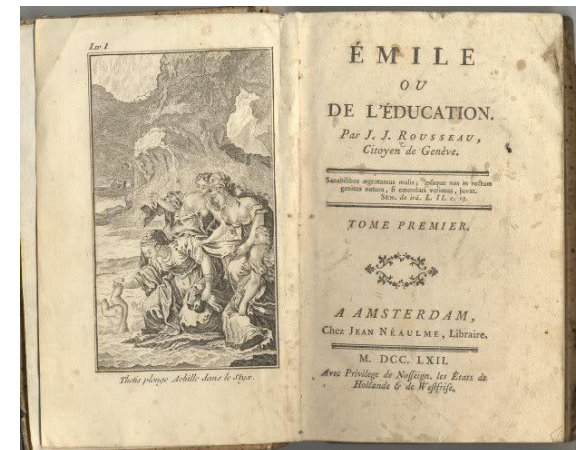 Liv I
Thetis plonge Achille dans le Styx.
ÉMILE
OU
DE L'ÉDUCATION.
Par J. J. ROUSSEAU,
Citoyen de Genève.
Sanabilibus ægrotamus malis; ipsaque nos in rectum
genitos natura, si emendari velimus, juvat.
SEN. de irâ. L. II. c. 13.
TOME PREMIER.
A AMSTERDAM,
Chez JEAN NÉAULME, Libraire.
M. DCC. LXII.
Avec Privilege de Nosseign. les États de
Hollande & de Westfrise.